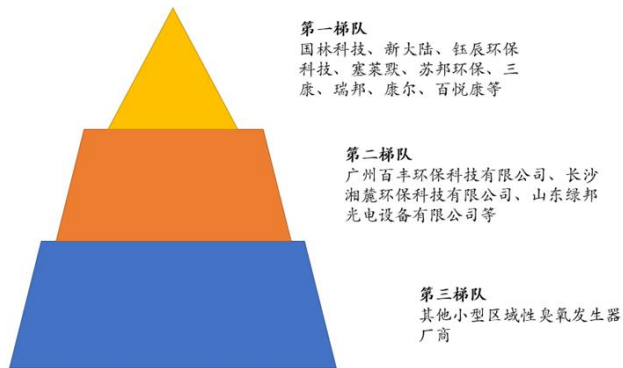 第一梯队
国林科技、新大陆、钰辰环保
科技、塞莱默、苏邦环保、三
康、瑞邦、康尔、百悦康等
第二梯队
广州百丰环保科技有限公司、长沙
湘麓环保科技有限公司、山东绿邦
光电设备有限公司等
第三梯队
其他小型区域性臭氧发生器
厂商